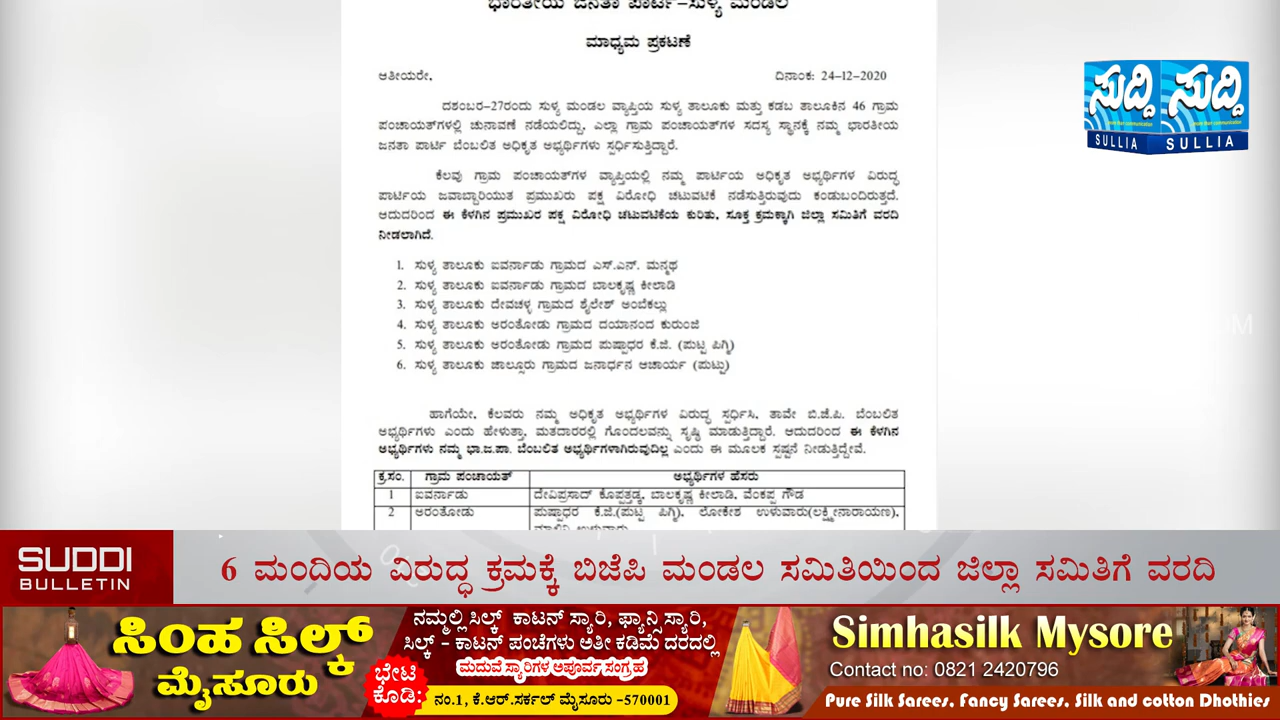 ಭಾರತೀಯ ಜನತಾ ಪಾರ್ಟಿ-ಸುಳ್ಯ ಮಂಡಲ
ಮಾಧ್ಯಮ ಪ್ರಕಟಣೆ
ಆತೀಯರೇ,
ದಿನಾಂಕ: 24-12-2020
ದಶಂಬರ-27ರಂದು ಸುಳ್ಯ ಮಂಡಲ ವ್ಯಾಪ್ತಿಯ ಸುಳ್ಯ ತಾಲೂಕು ಮತ್ತು ಕಡಬ ತಾಲೂಕಿನ 46 ಗ್ರಾಮ
ಪಂಚಾಯತ್‌ಗಳಲ್ಲಿ ಚುನಾವಣೆ ನಡೆಯಲಿದ್ದು, ಎಲ್ಲಾ ಗ್ರಾಮ ಪಂಚಾಯತ್‌ಗಳ ಸದಸ್ಯ ಸ್ಥಾನಕ್ಕೆ ನಮ್ಮ ಭಾರತೀಯ
ಜನತಾ ಪಾರ್ಟಿ ಬೆಂಬಲಿತ ಅಧಿಕೃತ ಅಭ್ಯರ್ಥಿಗಳು ಸ್ಪರ್ಧಿಸುತ್ತಿದ್ದಾರೆ.
ಕೆಲವು ಗ್ರಾಮ ಪಂಚಾಯತ್‌ಗಳ ವ್ಯಾಪ್ತಿಯಲ್ಲಿ ನಮ್ಮ ಪಾರ್ಟಿಯ ಅಧಿಕೃತ ಅಭ್ಯರ್ಥಿಗಳ ವಿರುದ್ಧ
ಪಾರ್ಟಿಯ ಜವಾಬ್ದಾರಿಯುತ ಪ್ರಮುಖರು ಪಕ್ಷ ವಿರೋಧಿ ಚಟುವಟಿಕೆ ನಡೆಸುತ್ತಿರುವುದು ಕಂಡುಬಂದಿರುತ್ತದೆ.
ಆದುದರಿಂದ ಈ ಕೆಳಗಿನ ಪ್ರಮುಖರ ಪಕ್ಷ ವಿರೋಧಿ ಚಟುವಟಿಕೆಯ ಕುರಿತು, ಸೂಕ್ತ ಕ್ರಮಕ್ಕಾಗಿ ಜಿಲ್ಲಾ ಸಮಿತಿಗೆ ವರದಿ
ನೀಡಲಾಗಿದೆ.
1. ಸುಳ್ಯ ತಾಲೂಕು ಐವರ್ನಾಡು ಗ್ರಾಮದ ಎಸ್.ಎನ್. ಮನ್ಮಥ
2. ಸುಳ್ಯ ತಾಲೂಕು ಐವರ್ನಾಡು ಗ್ರಾಮದ ಬಾಲಕೃಷ್ಣ ಕೀಲಾಡಿ
3. ಸುಳ್ಯ ತಾಲೂಕು ದೇವಚಳ್ಳ ಗ್ರಾಮದ ಶೈಲೇಶ್ ಅಂಬೆಕಲ್ಲು
4. ಸುಳ್ಯ ತಾಲೂಕು ಅರಂತೋಡು ಗ್ರಾಮದ ದಯಾನಂದ ಕುರುಂಜಿ
5. ಸುಳ್ಯ ತಾಲೂಕು ಅರಂತೋಡು ಗ್ರಾಮದ ಪುಷ್ಪಾಧರ ಕೆ.ಜಿ. (ಪುಟ್ಟ ಪಿಗ್ಮಿ)
6. ಸುಳ್ಯ ತಾಲೂಕು ಜಾಲ್ಸೂರು ಗ್ರಾಮದ ಜನಾರ್ಧನ ಆಚಾರ್ಯ (ಪುಟ್ಟು)
ಹಾಗೆಯೇ, ಕೆಲವರು ನಮ್ಮ ಅಧಿಕೃತ ಅಭ್ಯರ್ಥಿಗಳ ವಿರುದ್ಧ ಸ್ಪರ್ಧಿಸಿ, ತಾವೇ ಬಿ.ಜೆ.ಪಿ. ಬೆಂಬಲಿತ
ಅಭ್ಯರ್ಥಿಗಳು ಎಂದು ಹೇಳುತ್ತಾ, ಮತದಾರರಲ್ಲಿ ಗೊಂದಲವನ್ನು ಸೃಷ್ಠಿ ಮಾಡುತ್ತಿದ್ದಾರೆ. ಆದುದರಿಂದ ಈ ಕೆಳಗಿನ
ಅಭ್ಯರ್ಥಿಗಳು ನಮ್ಮ ಭಾ.ಜ.ಪಾ. ಬೆಂಬಲಿತ ಅಭ್ಯರ್ಥಿಗಳಾಗಿರುವುದಿಲ್ಲ ಎಂದು ಈ ಮೂಲಕ ಸ್ಪಷ್ಟನೆ ನೀಡುತ್ತಿದ್ದೇವೆ.
ಕ್ರ.ಸಂ. ಗ್ರಾಮ ಪಂಚಾಯತ್ ಅಭ್ಯರ್ಥಿಗಳ ಹೆಸರು
1 ಐವರ್ನಾಡು ದೇವಿಪ್ರಸಾದ್ ಕೊಪ್ಪತ್ತಡ್ಕ, ಬಾಲಕೃಷ್ಣ ಕೀಲಾಡಿ, ವೆಂಕಪ್ಪ ಗೌಡ
2 ಅರಂತೋಡು ಪುಷ್ಪಾಧರ ಕೆ.ಜಿ.(ಪುಟ್ಟ ಪಿಗ್ಮಿ), ಲೋಕೇಶ ಉಳುವಾರು(ಲಕ್ಷ್ಮೀನಾರಾಯಣ),
ಸುದ್ದಿ ಸುದ್ದಿ
SULLIA SULLIA
SUDDI
BULLETIN
6 ಮಂದಿಯ ವಿರುದ್ಧ ಕ್ರಮಕ್ಕೆ ಬಿಜೆಪಿ ಮಂಡಲ ಸಮಿತಿಯಿಂದ ಜಿಲ್ಲಾ ಸಮಿತಿಗೆ ವರದಿ
ಸಿಂಹ ಸಿಲ್ಕ್
ಮೈಸೂರು
ಭೇಟಿ
ಕೊಡಿ:
ನಮ್ಮಲ್ಲಿ ಸಿಲ್ಕ್ ಕಾಟನ್ ಸ್ಯಾರಿ, ಫ್ಯಾನ್ಸಿ ಸ್ಯಾರಿ,
ಸಿಲ್ಕ್ - ಕಾಟನ್ ಪಂಚೆಗಳು ಅತೀ ಕಡಿಮೆ ದರದಲ್ಲಿ
ಮದುವೆ ಸ್ಯಾರಿಗಳ ಅಪೂರ್ವ ಸಂಗ್ರಹ
ನಂ.1, ಕೆ.ಆರ್.ಸರ್ಕಲ್ ಮೈಸೂರು -570001
Simhasilk Mysore
Contact no: 0821 2420796
Pure Silk Sarees, Fancy Sarees, Silk and cotton Dhothies